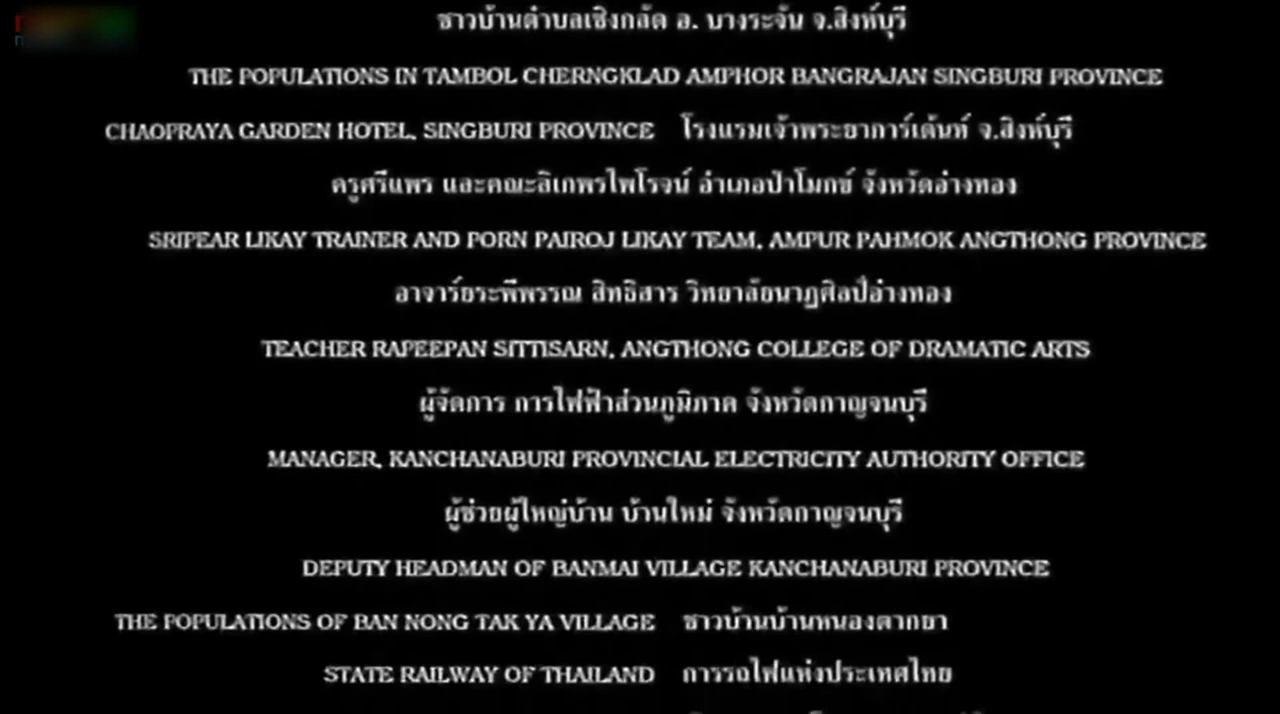 ชาวบ้านตำบลเชิงกลัด อ. บางระจัน จ.สิงห์บุรี
THE POPULATIONS IN TAMBOL CHERNGKLAD AMPHOR BANGRAJAN SINGBURI PROVINCE
CHAOPRAYA GARDEN HOTEL, SINGBURI PROVINCE โรงแรมเจ้าพระยาการ์เด้นท์ จ.สิงห์บุรี
ครูศรีแพร และคณะลิเกพรไพโรจน์ อำเภอป่าโมกข์ จังหวัดอ่างทอง
SRIPEAR LIKAY TRAINER AND PORN PAIROJ LIKAY TEAM, AMPUR PAHMOK ANGTHONG PROVINCE
อาจารย์ระพีพรรณ สิทธิสาร วิทยาลัยนาฏศิลป์อ่างทอง
TEACHER RAPEEPAN SITTISARN, ANGTHONG COLLEGE OF DRAMATIC ARTS
ผู้จัดการ การไฟฟ้าส่วนภูมิภาค จังหวัดกาญจนบุรี
MANAGER, KANCHANABURI PROVINCIAL ELECTRICITY AUTHORITY OFFICE
ผู้ช่วยผู้ใหญ่บ้าน บ้านใหม่ จังหวัดกาญจนบุรี
DEPUTY HEADMAN OF BANMAI VILLAGE KANCHANABURI PROVINCE
THE POPULATIONS OF BAN NONG TAK YA VILLAGE ชาวบ้านบ้านหนองตากยา
STATE RAILWAY OF THAILAND การรถไฟแห่งประเทศไทย